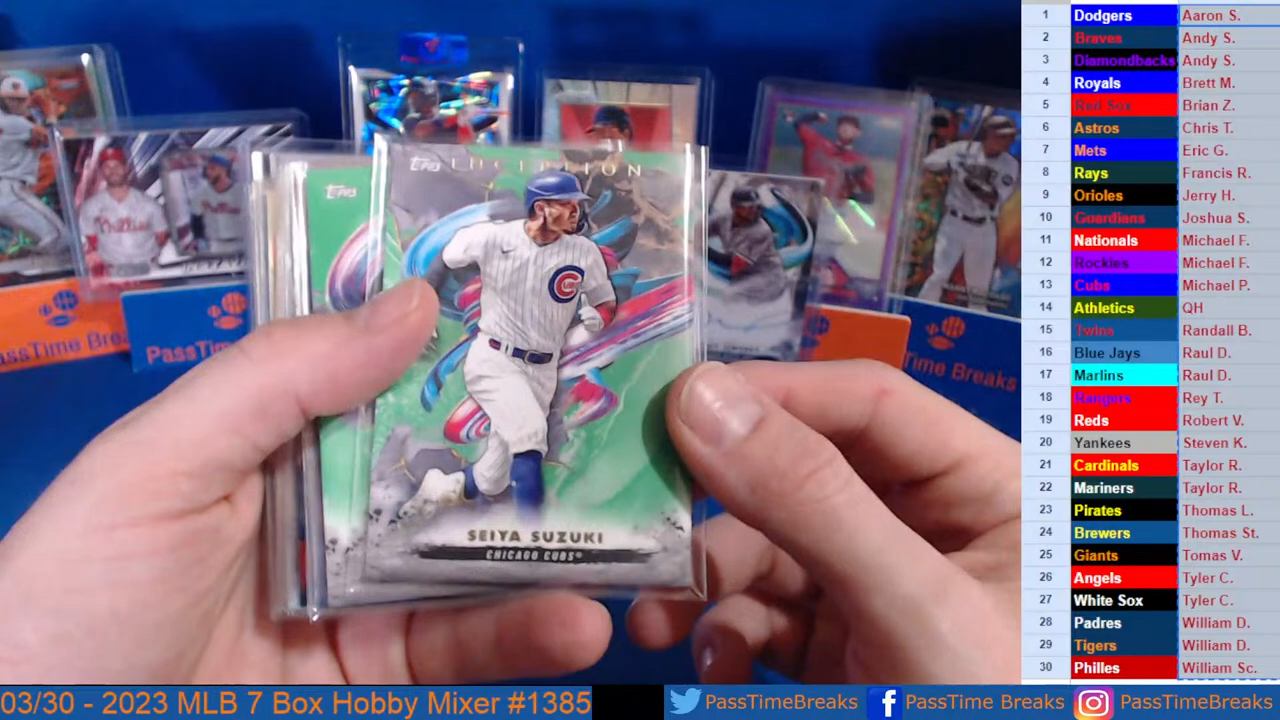 TOPPS INCEPTION
TOPPS
SEIYA SUZUKI
CHICAGO CUBS®
Phillies
PassTime Breaks
1 Dodgers Aaron S.
2 Braves Andy S.
3 Diamondbacks Andy S.
4 Royals Brett M.
5 Red Sox Brian Z.
6 Astros Chris T.
7 Mets Eric G.
8 Rays Francis R.
9 Orioles Jerry H.
10 Guardians Joshua S.
11 Nationals Michael F.
12 Rockies Michael F.
13 Cubs Michael P.
14 Athletics QH
15 Twins Randall B.
16 Blue Jays Raul D.
17 Marlins Raul D.
18 Rangers Rey T.
19 Reds Robert V.
20 Yankees Steven K.
21 Cardinals Taylor R.
22 Mariners Taylor R.
23 Pirates Thomas L.
24 Brewers Thomas St.
25 Giants Tomas V.
26 Angels Tyler C.
27 White Sox Tyler C.
28 Padres William D.
29 Tigers William D.
30 Philles William Sc.
03/30 - 2023 MLB 7 Box Hobby Mixer #1385
PassTimeBreaks PassTimeBreaks PassTimeBreaks